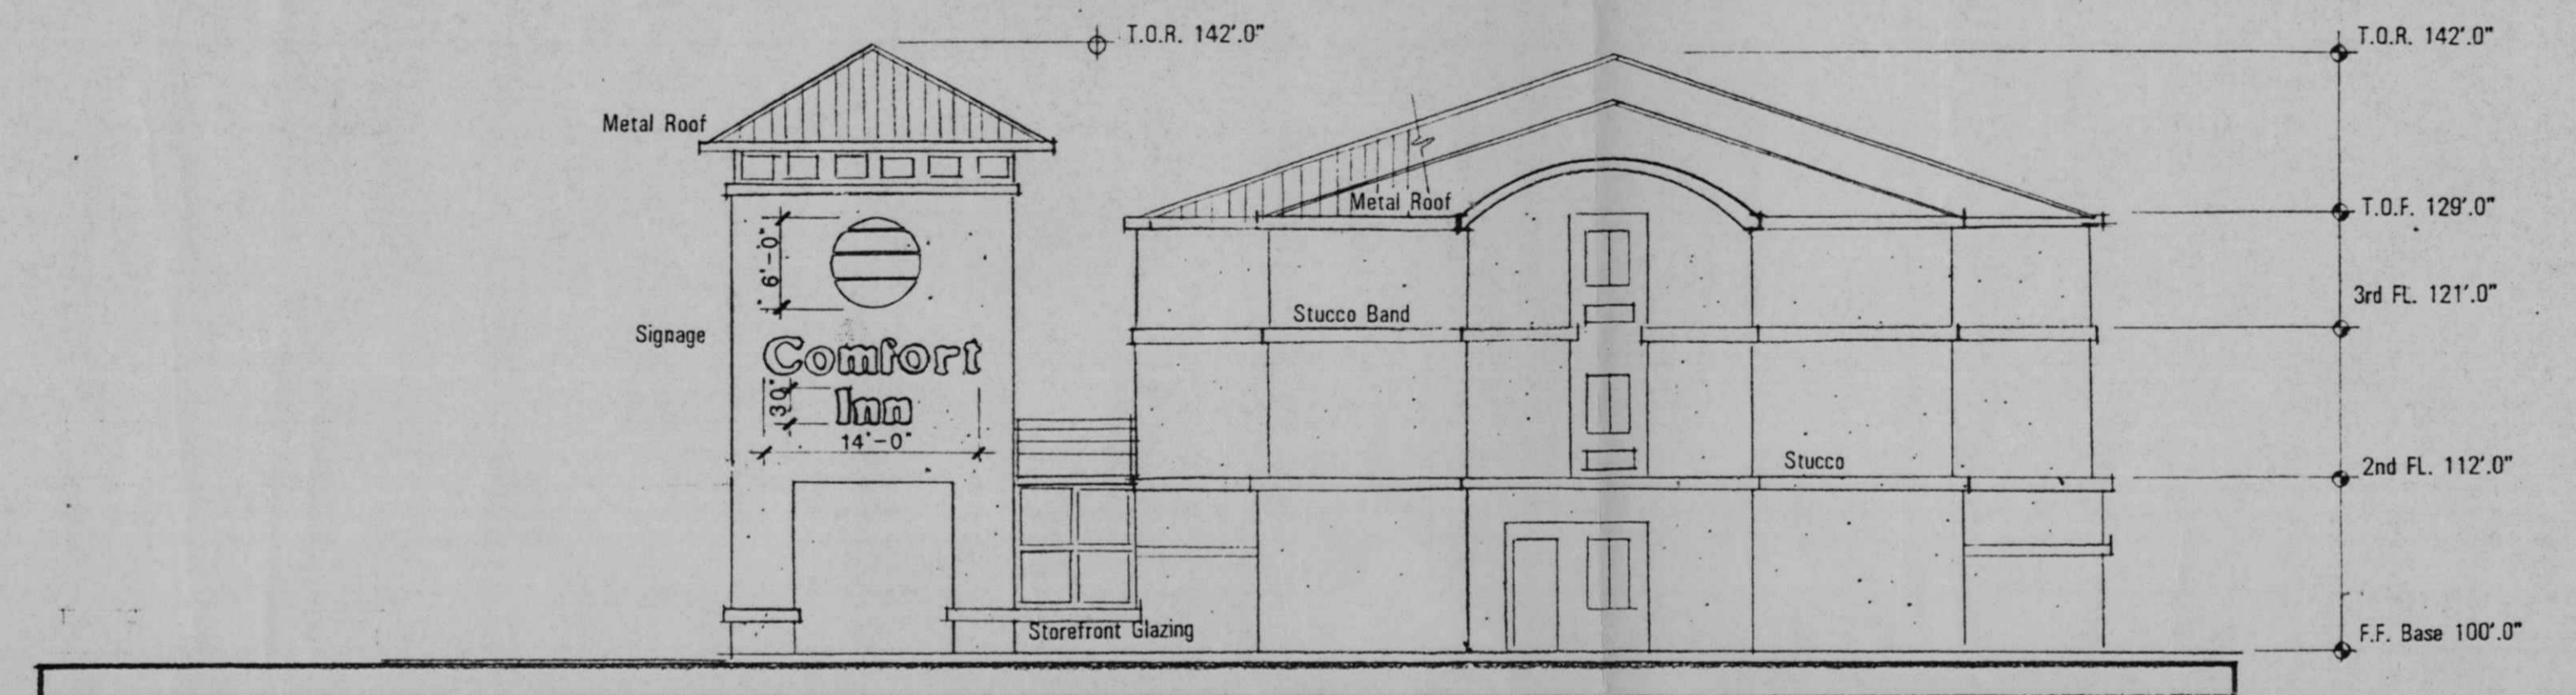 T.O.R. 142'.0"
T.O.R. 142'.0"
Metal Roof
Metal Roof
T.O.F. 129'.0"
6'-0"
3rd FL. 121'.0"
Stucco Band
Signage
Comfort
Inn
30"
14'-0"
Stucco
2nd FL. 112'.0"
Storefront Glazing
F.F. Base 100'.0"